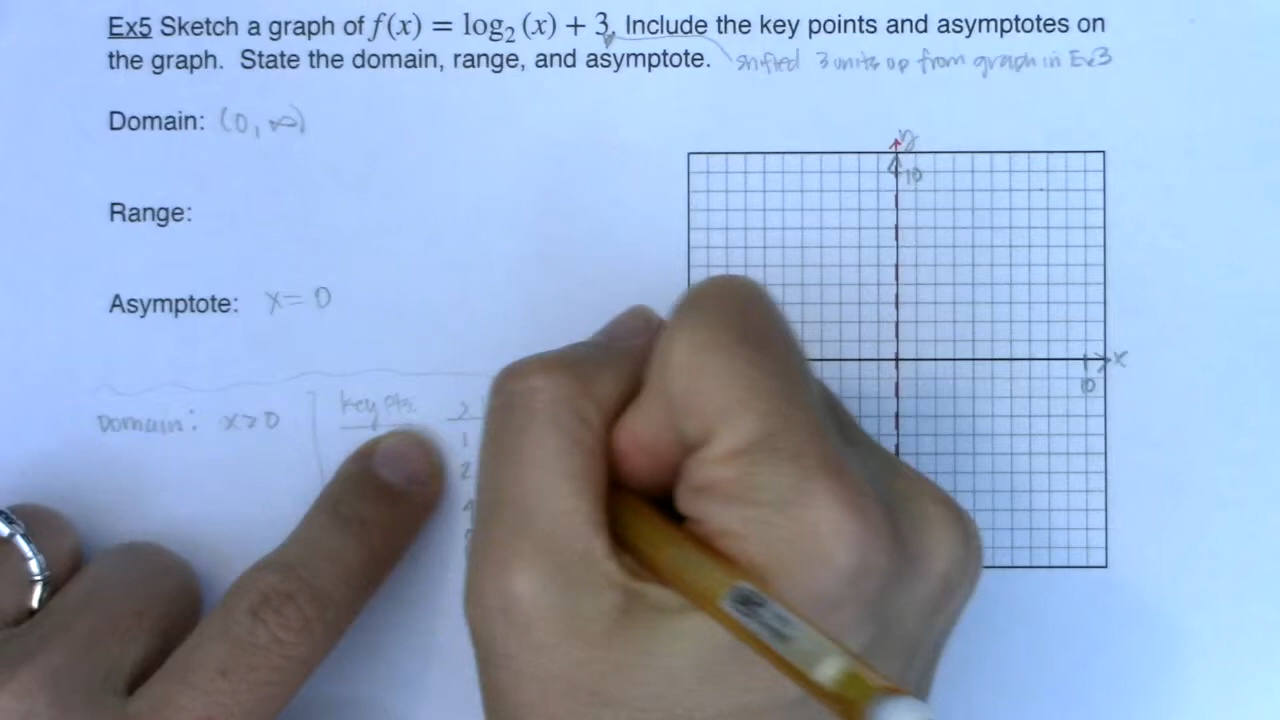 Ex5 Sketch a graph of f(x) = log₂ (x) + 3. Include the key points and asymptotes on
the graph. State the domain, range, and asymptote. shifted 3 units up from graph in Ex3
Domain: (0, ∞)
y
10
Range:
Asymptote: x = 0
x
10
Domain: x>0 key pts.
1
2
4